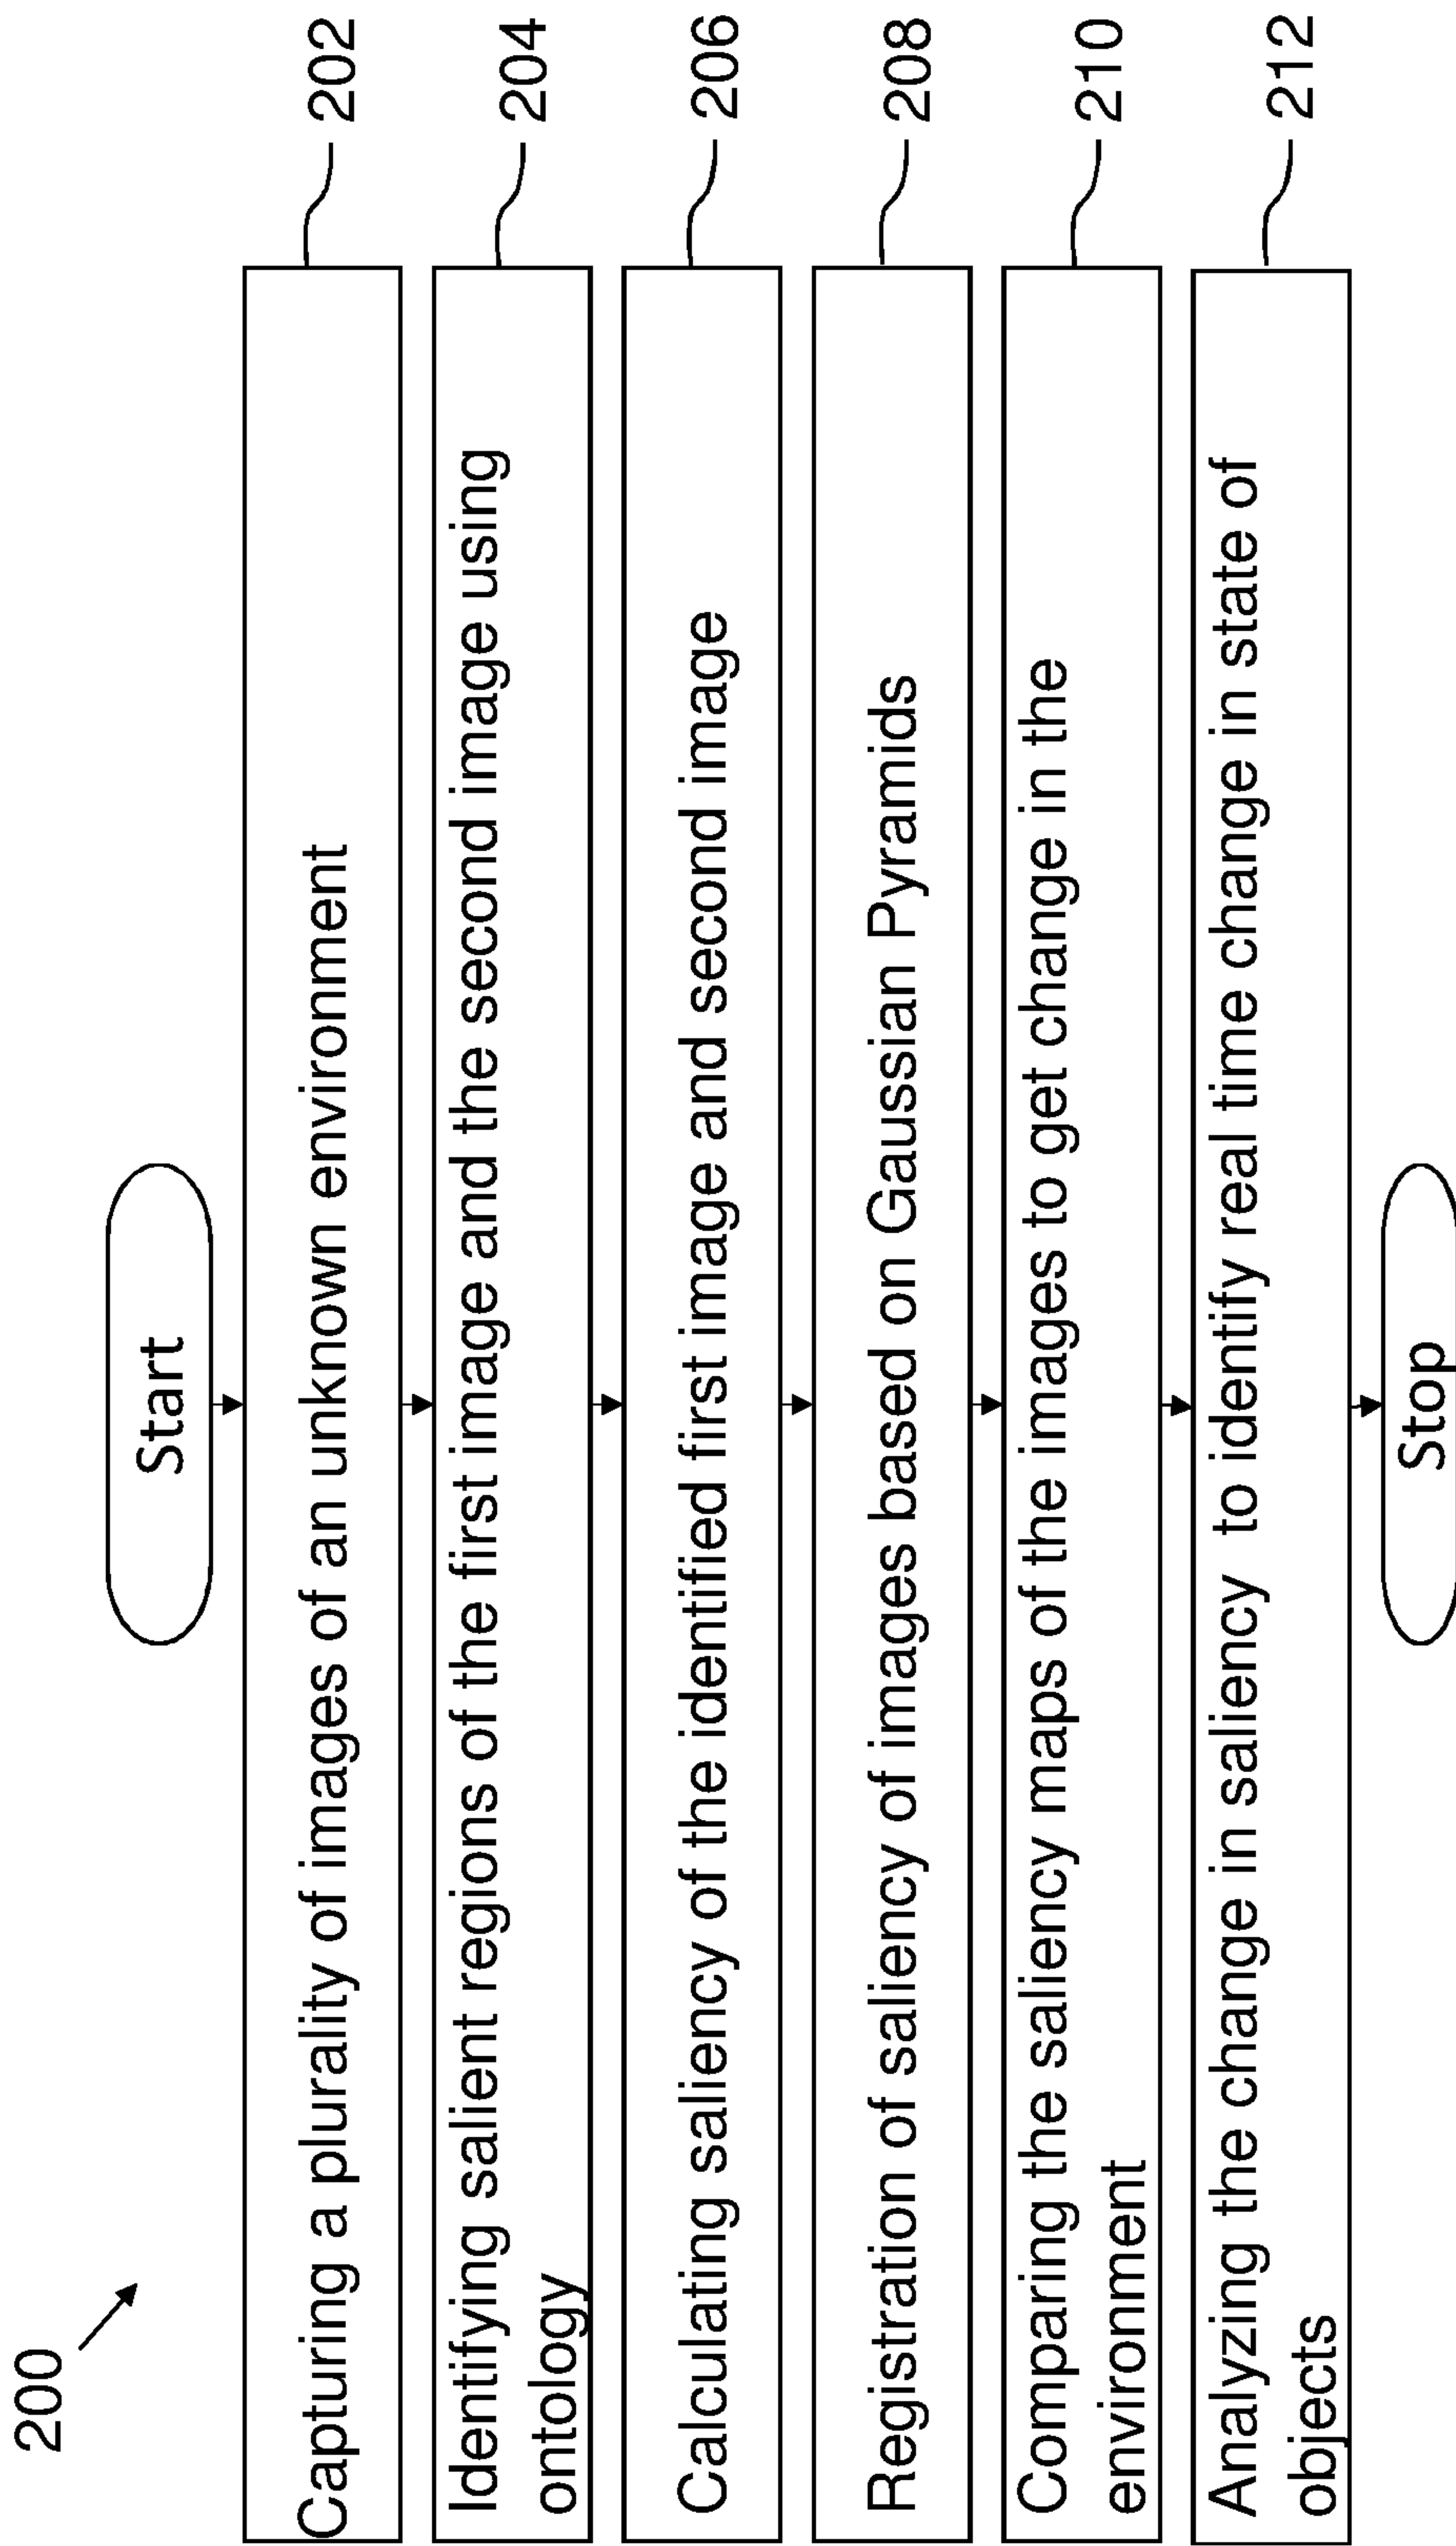 200
Start
Capturing a plurality of images of an unknown environment
202
Identifying salient regions of the first image and the second image using
ontology
204
Calculating saliency of the identified first image and second image
206
Registration of saliency of images based on Gaussian Pyramids
208
Comparing the saliency maps of the images to get change in the
environment
210
Analyzing the change in saliency to identify real time change in state of
objects
212
Stop